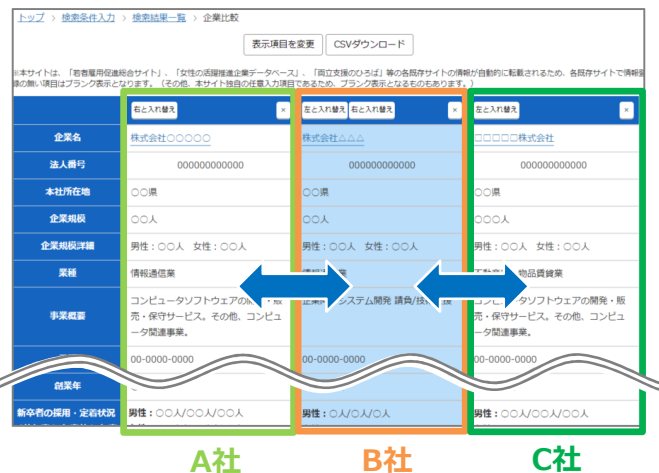 トップ > 検索条件入力 > 検索結果一覧 > 企業比較
表示項目を変更 CSVダウンロード
※本サイトは、「若者雇用促進総合サイト」、「女性の活躍推進企業データベース」、「両立支援のひろば」等の各既存サイトの情報が自動的に転載されるため、各既存サイトで情報登
録の無い項目はブランク表示となります。(その他、本サイト独自の任意入力項目であるため、ブランク表示となるものもあります。)
右と入れ替え × 左と入れ替え 右と入れ替え × 左と入れ替え ×
企業名 株式会社○○○○○ 株式会社△△△ □□□□□株式会社
法人番号 000000000000 000000000000 000000000000
本社所在地 ○○県 ○○県 ○○県
企業規模 ○○人 ○○人 ○○○人
企業規模詳細 男性:○○人 女性:○○人 男性:○○人 女性:○○人 男性:○○人 女性:○○人
業種 情報通信業 業 物品賃貸業
事業概要 コンピュータソフトウェアの開 ・販 システム開発 請負/技 コンピュータソフトウェアの開発・販
売・保守サービス。その他、コンピュ 売・保守サービス。その他、コンピュ
ータ関連事業。 ータ関連事業。
00-0000-0000 00-0000-0000 00-0000-0000
創業年
新卒者の採用・定着状況 男性:○○人/○○人/○○人 男性:○人/○人/○人 男性:○○人/○○人/○○人
A社 B社 C社